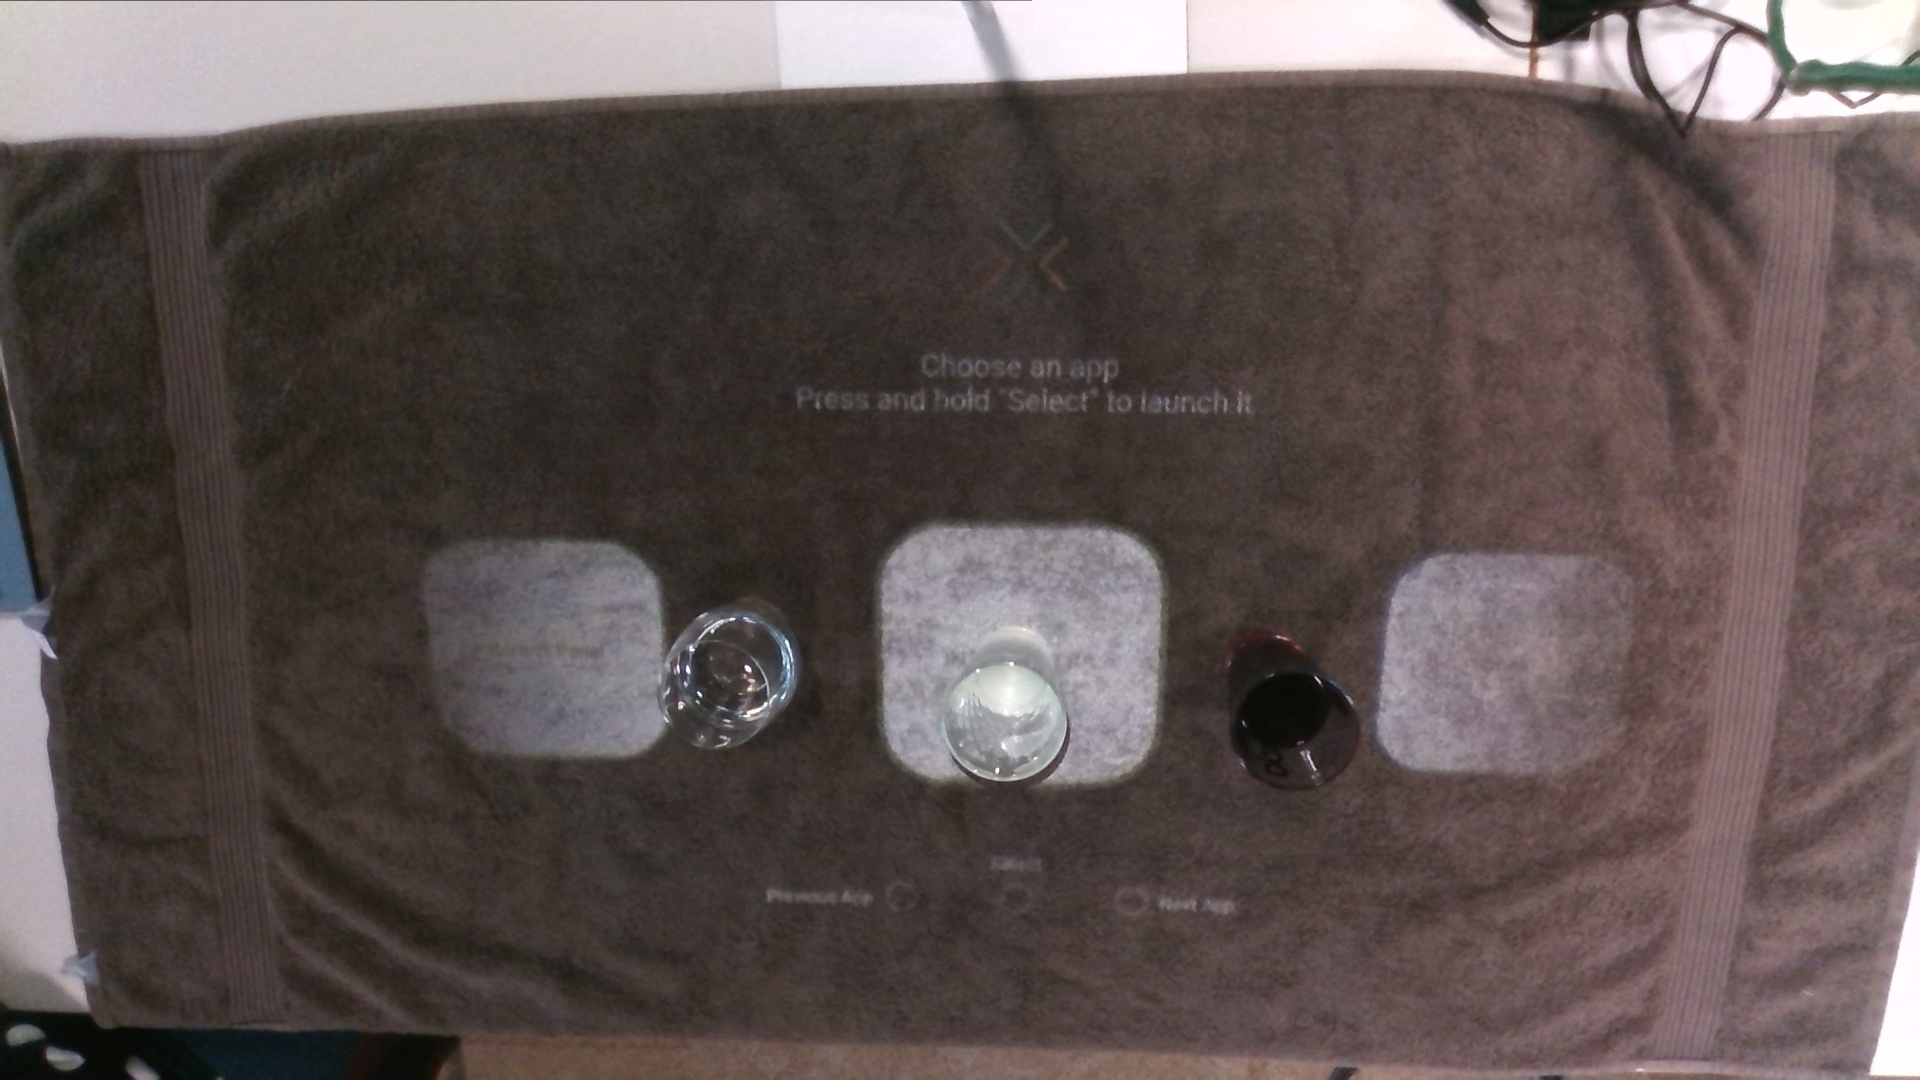 Choose an app
Press and hold "Select" to launch it
Select
Previous App
Next App